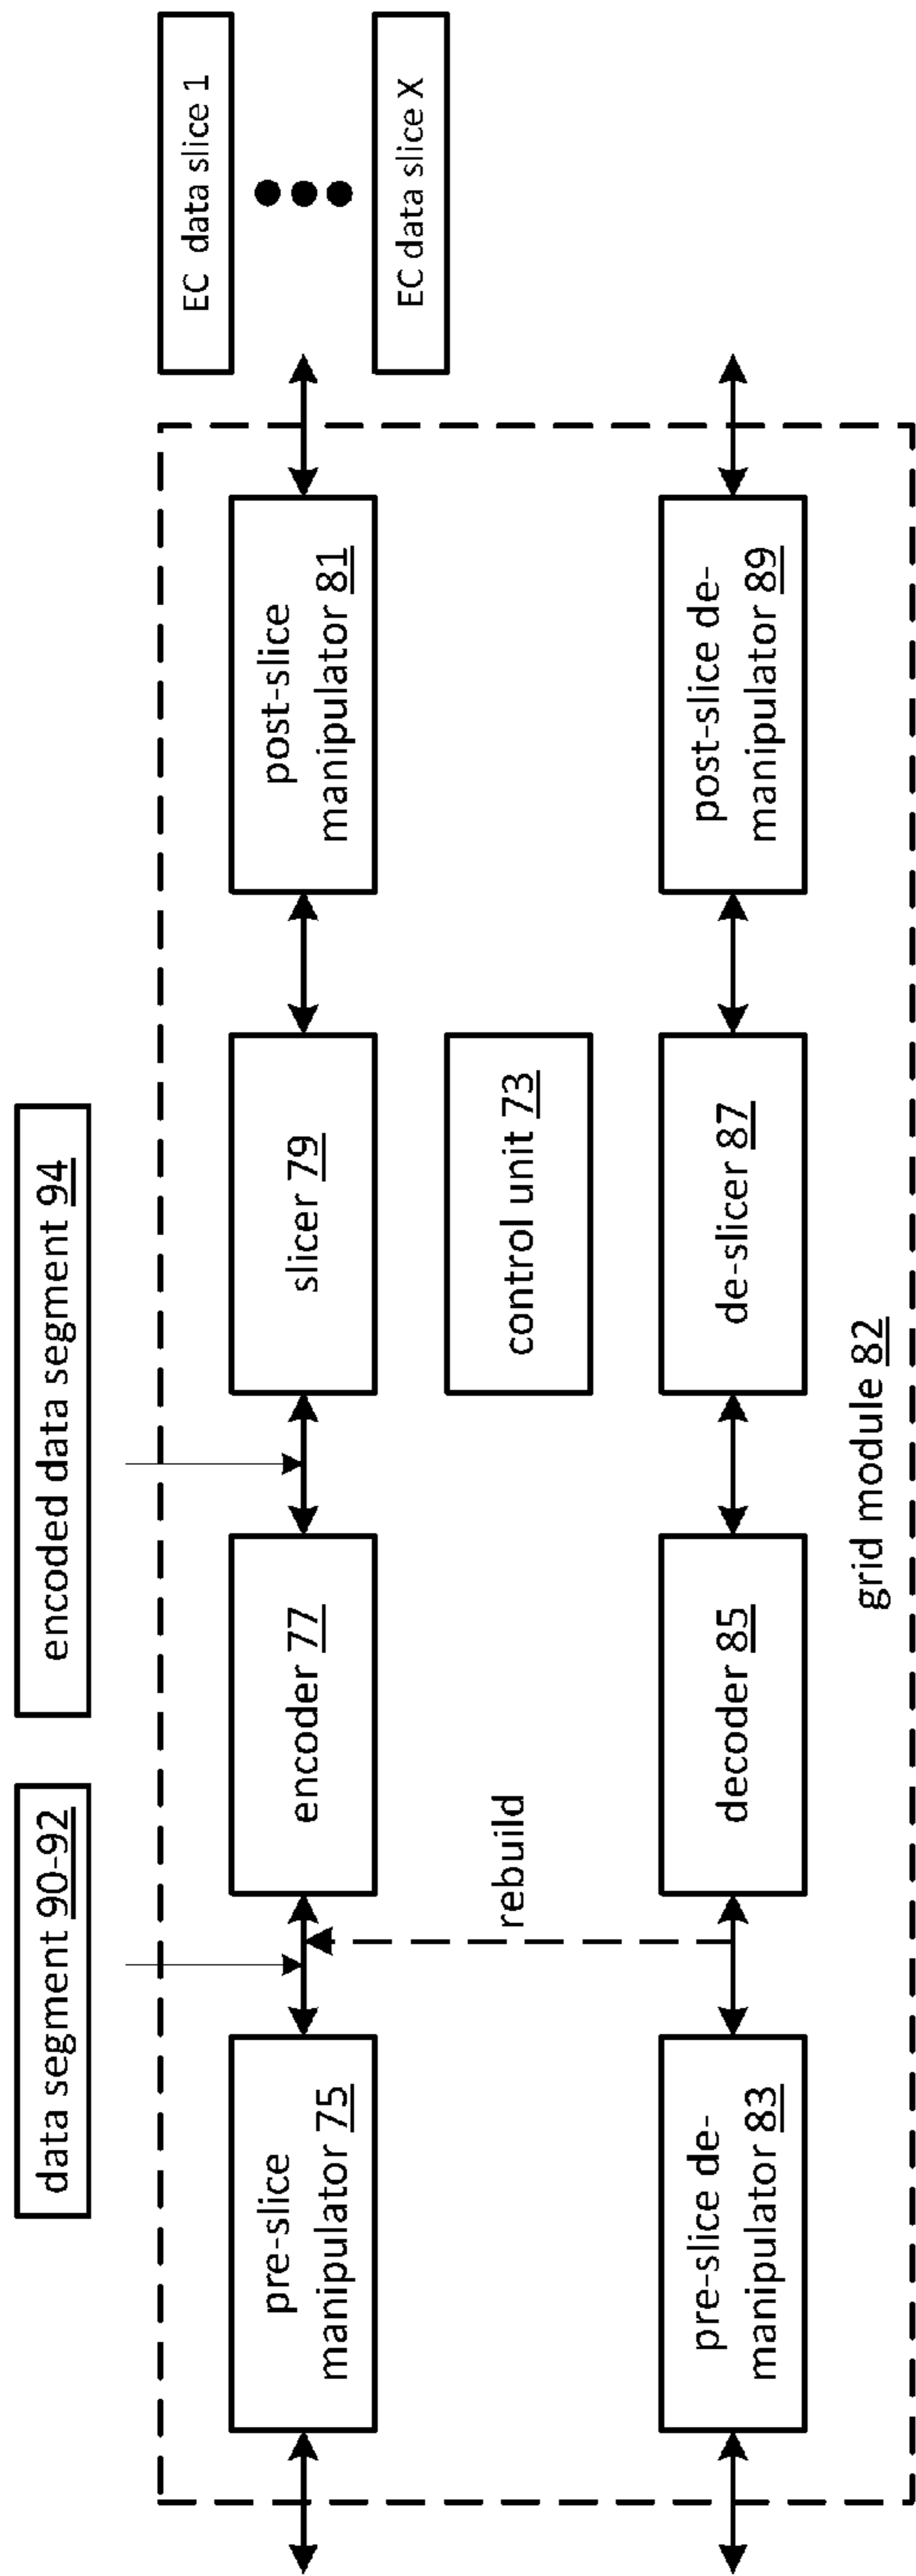 data segment 90-92
encoded data segment 94
EC data slice 1
EC data slice X
pre-slice
manipulator 75
encoder 77
slicer 79
post-slice
manipulator 81
rebuild
control unit 73
pre-slice de-
manipulator 83
decoder 85
de-slicer 87
post-slice de-
manipulator 89
grid module 82